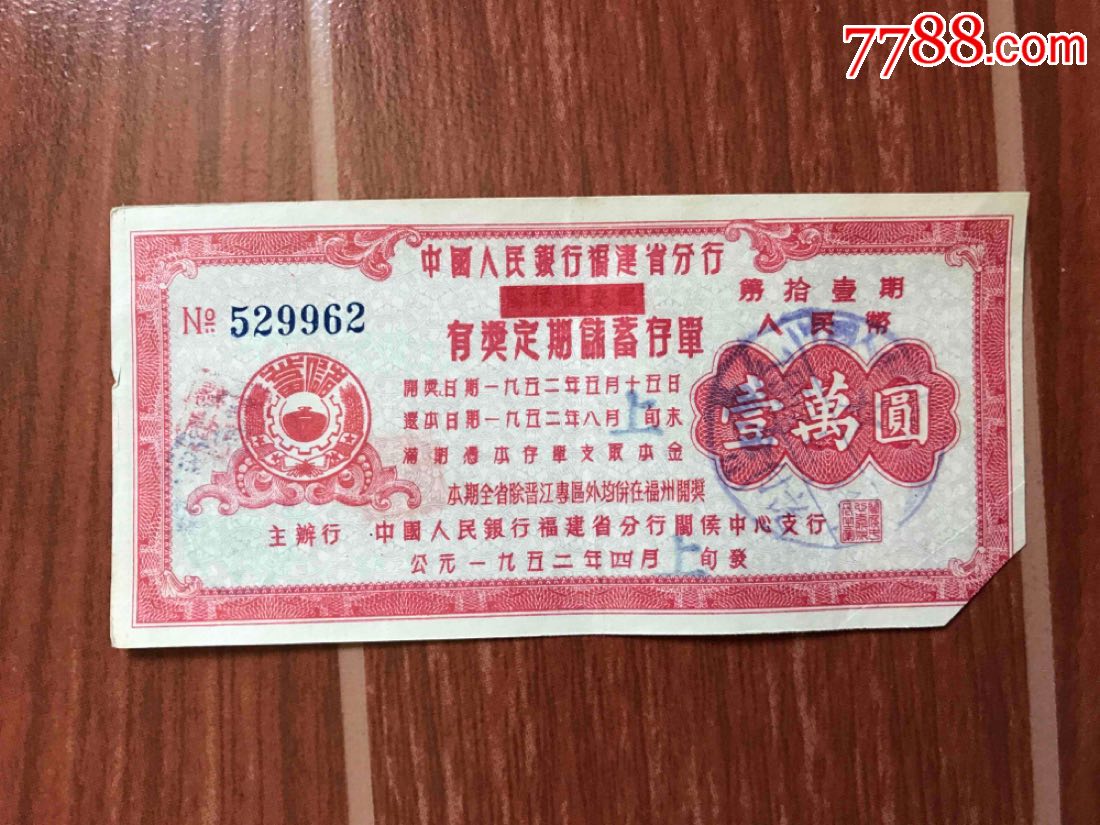 7788.com
中國人民銀行福建省分行
第拾壹期
№ 529962
人民幣
有獎定期儲蓄存單
開獎日期一九五二年五月十五日
還本日期一九五二年八月上旬末
壹萬圓
滿期憑本存單支取本金
本期全省除晉江專區外均併在福州開獎
主辦行 中國人民銀行福建省分行閩侯中心支行
公元一九五二年四月上旬發